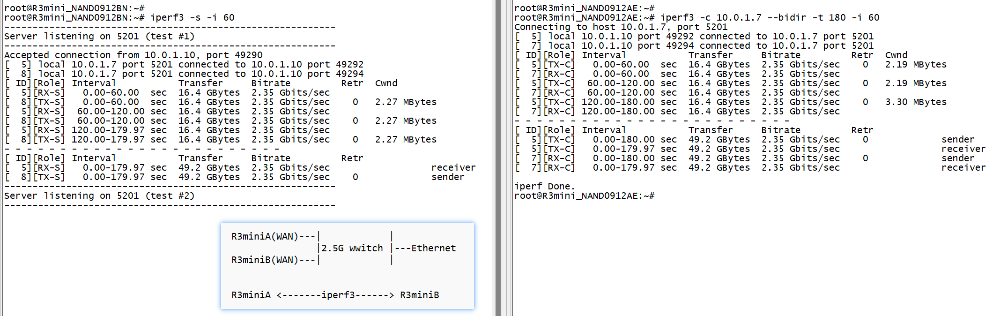 root@R3mini_NAND0912BN:~#
root@R3mini_NAND0912BN:~# iperf3 -s -i 60
-----------------------------------------------------------
Server listening on 5201 (test #1)
-----------------------------------------------------------
Accepted connection from 10.0.1.10, port 49290
[  5] local 10.0.1.7 port 5201 connected to 10.0.1.10 port 49292
[  8] local 10.0.1.7 port 5201 connected to 10.0.1.10 port 49294
[ ID][Role] Interval           Transfer     Bitrate         Retr  Cwnd
[  5][RX-S]   0.00-60.00  sec  16.4 GBytes  2.35 Gbits/sec
[  8][TX-S]   0.00-60.00  sec  16.4 GBytes  2.35 Gbits/sec    0   2.27 MBytes
[  5][RX-S]  60.00-120.00 sec  16.4 GBytes  2.35 Gbits/sec
[  8][TX-S]  60.00-120.00 sec  16.4 GBytes  2.35 Gbits/sec    0   2.27 MBytes
[  5][RX-S] 120.00-179.97 sec  16.4 GBytes  2.35 Gbits/sec
[  8][TX-S] 120.00-179.97 sec  16.4 GBytes  2.35 Gbits/sec    0   2.27 MBytes
- - - - - - - - - - - - - - - - - - - - - - - - -
[ ID][Role] Interval           Transfer     Bitrate         Retr
[  5][RX-S]   0.00-179.97 sec  49.2 GBytes  2.35 Gbits/sec                  receiver
[  8][TX-S]   0.00-179.97 sec  49.2 GBytes  2.35 Gbits/sec    0             sender
-----------------------------------------------------------
Server listening on 5201 (test #2)
-----------------------------------------------------------
R3miniA(WAN)---|            |
|2.5G wwitch |---Ethernet
R3miniB(WAN)---|            |
R3miniA <-------iperf3------> R3miniB
root@R3mini_NAND0912AE:~#
root@R3mini_NAND0912AE:~# iperf3 -c 10.0.1.7 --bidir -t 180 -i 60
Connecting to host 10.0.1.7, port 5201
[  5] local 10.0.1.10 port 49292 connected to 10.0.1.7 port 5201
[  7] local 10.0.1.10 port 49294 connected to 10.0.1.7 port 5201
[ ID][Role] Interval           Transfer     Bitrate         Retr  Cwnd
[  5][TX-C]   0.00-60.00  sec  16.4 GBytes  2.35 Gbits/sec    0   2.19 MBytes
[  7][RX-C]   0.00-60.00  sec  16.4 GBytes  2.35 Gbits/sec
[  5][TX-C]  60.00-120.00 sec  16.4 GBytes  2.35 Gbits/sec    0   2.19 MBytes
[  7][RX-C]  60.00-120.00 sec  16.4 GBytes  2.35 Gbits/sec
[  5][TX-C] 120.00-180.00 sec  16.4 GBytes  2.35 Gbits/sec    0   3.30 MBytes
[  7][RX-C] 120.00-180.00 sec  16.4 GBytes  2.35 Gbits/sec
- - - - - - - - - - - - - - - - - - - - - - - - -
[ ID][Role] Interval           Transfer     Bitrate         Retr
[  5][TX-C]   0.00-180.00 sec  49.2 GBytes  2.35 Gbits/sec    0             sender
[  5][TX-C]   0.00-179.97 sec  49.2 GBytes  2.35 Gbits/sec                  receiver
[  7][RX-C]   0.00-180.00 sec  49.2 GBytes  2.35 Gbits/sec    0             sender
[  7][RX-C]   0.00-179.97 sec  49.2 GBytes  2.35 Gbits/sec                  receiver
iperf Done.
root@R3mini_NAND0912AE:~#